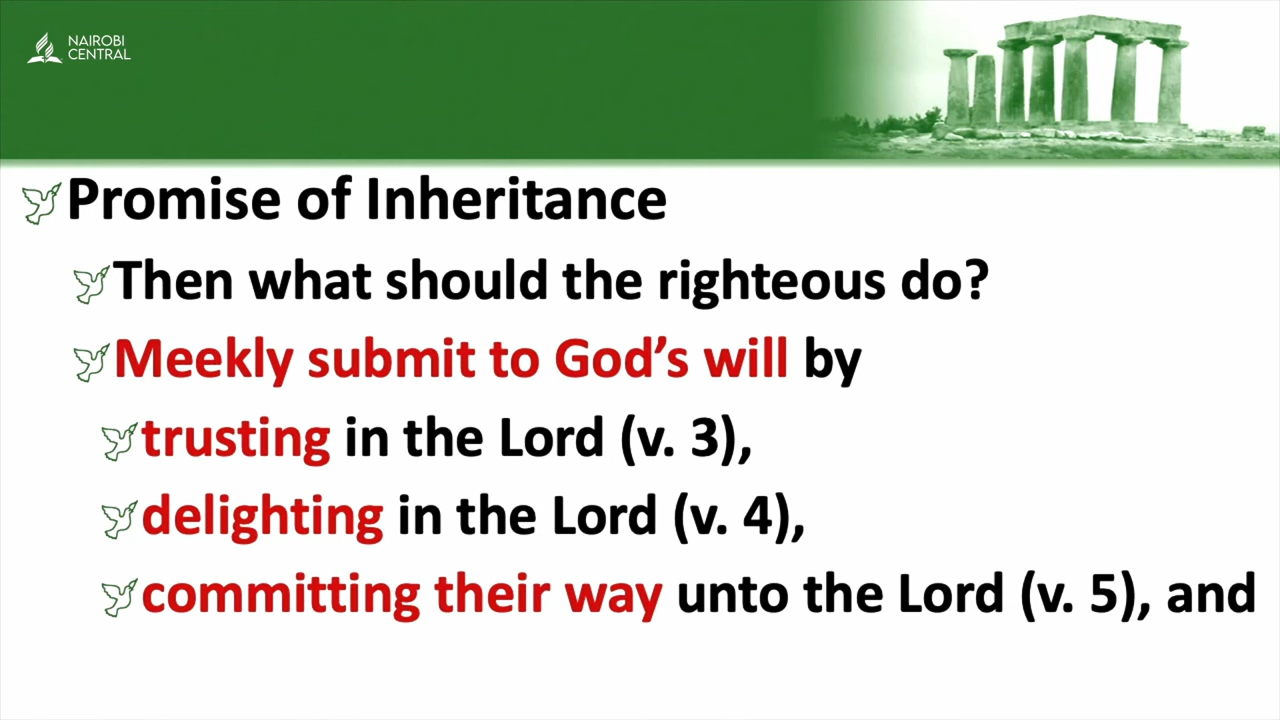 NAIROBI
CENTRAL
Promise of Inheritance
Then what should the righteous do?
Meekly submit to God’s will by
trusting in the Lord (v. 3),
delighting in the Lord (v. 4),
committing their way unto the Lord (v. 5), and